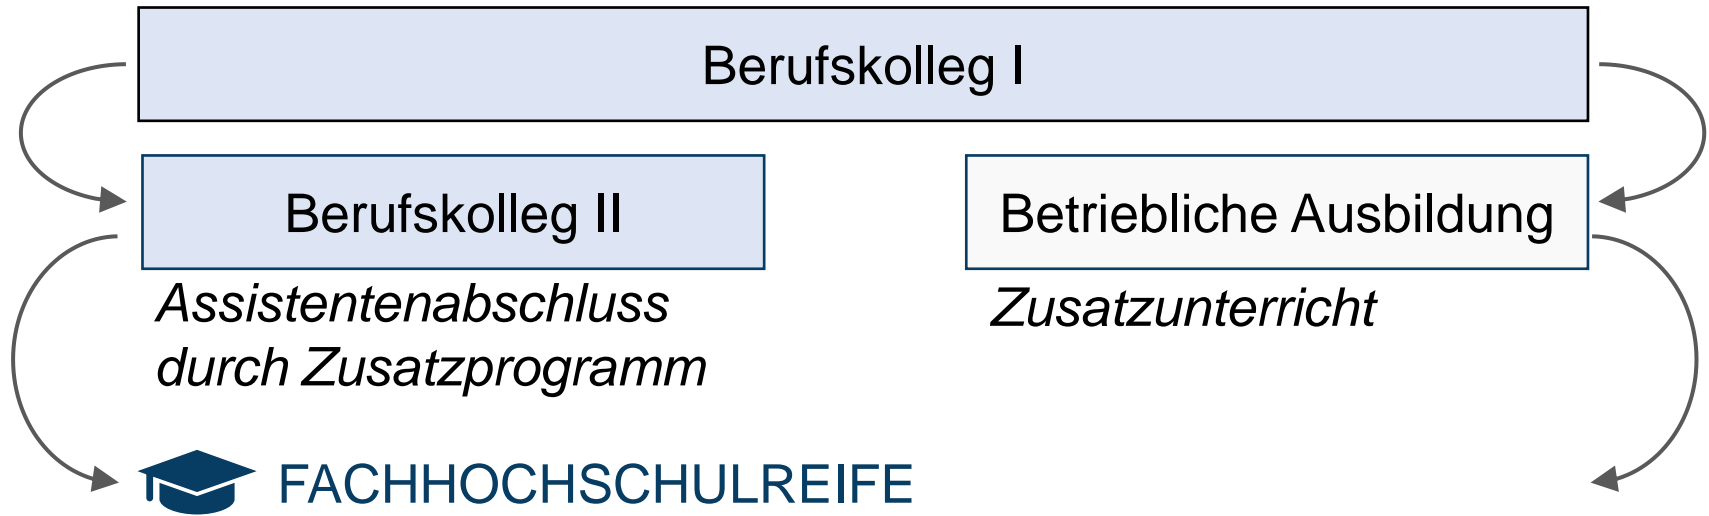 Berufskolleg I
Berufskolleg II
Betriebliche Ausbildung
Assistentenabschluss
durch Zusatzprogramm
Zusatzunterricht
FACHHOCHSCHULREIFE